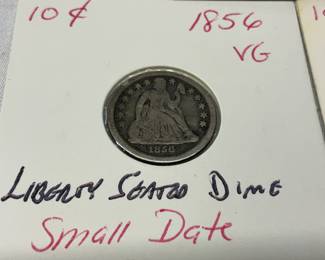 10¢ 1856
VG
1856
LIBERTY SEATED DIME
Small Date